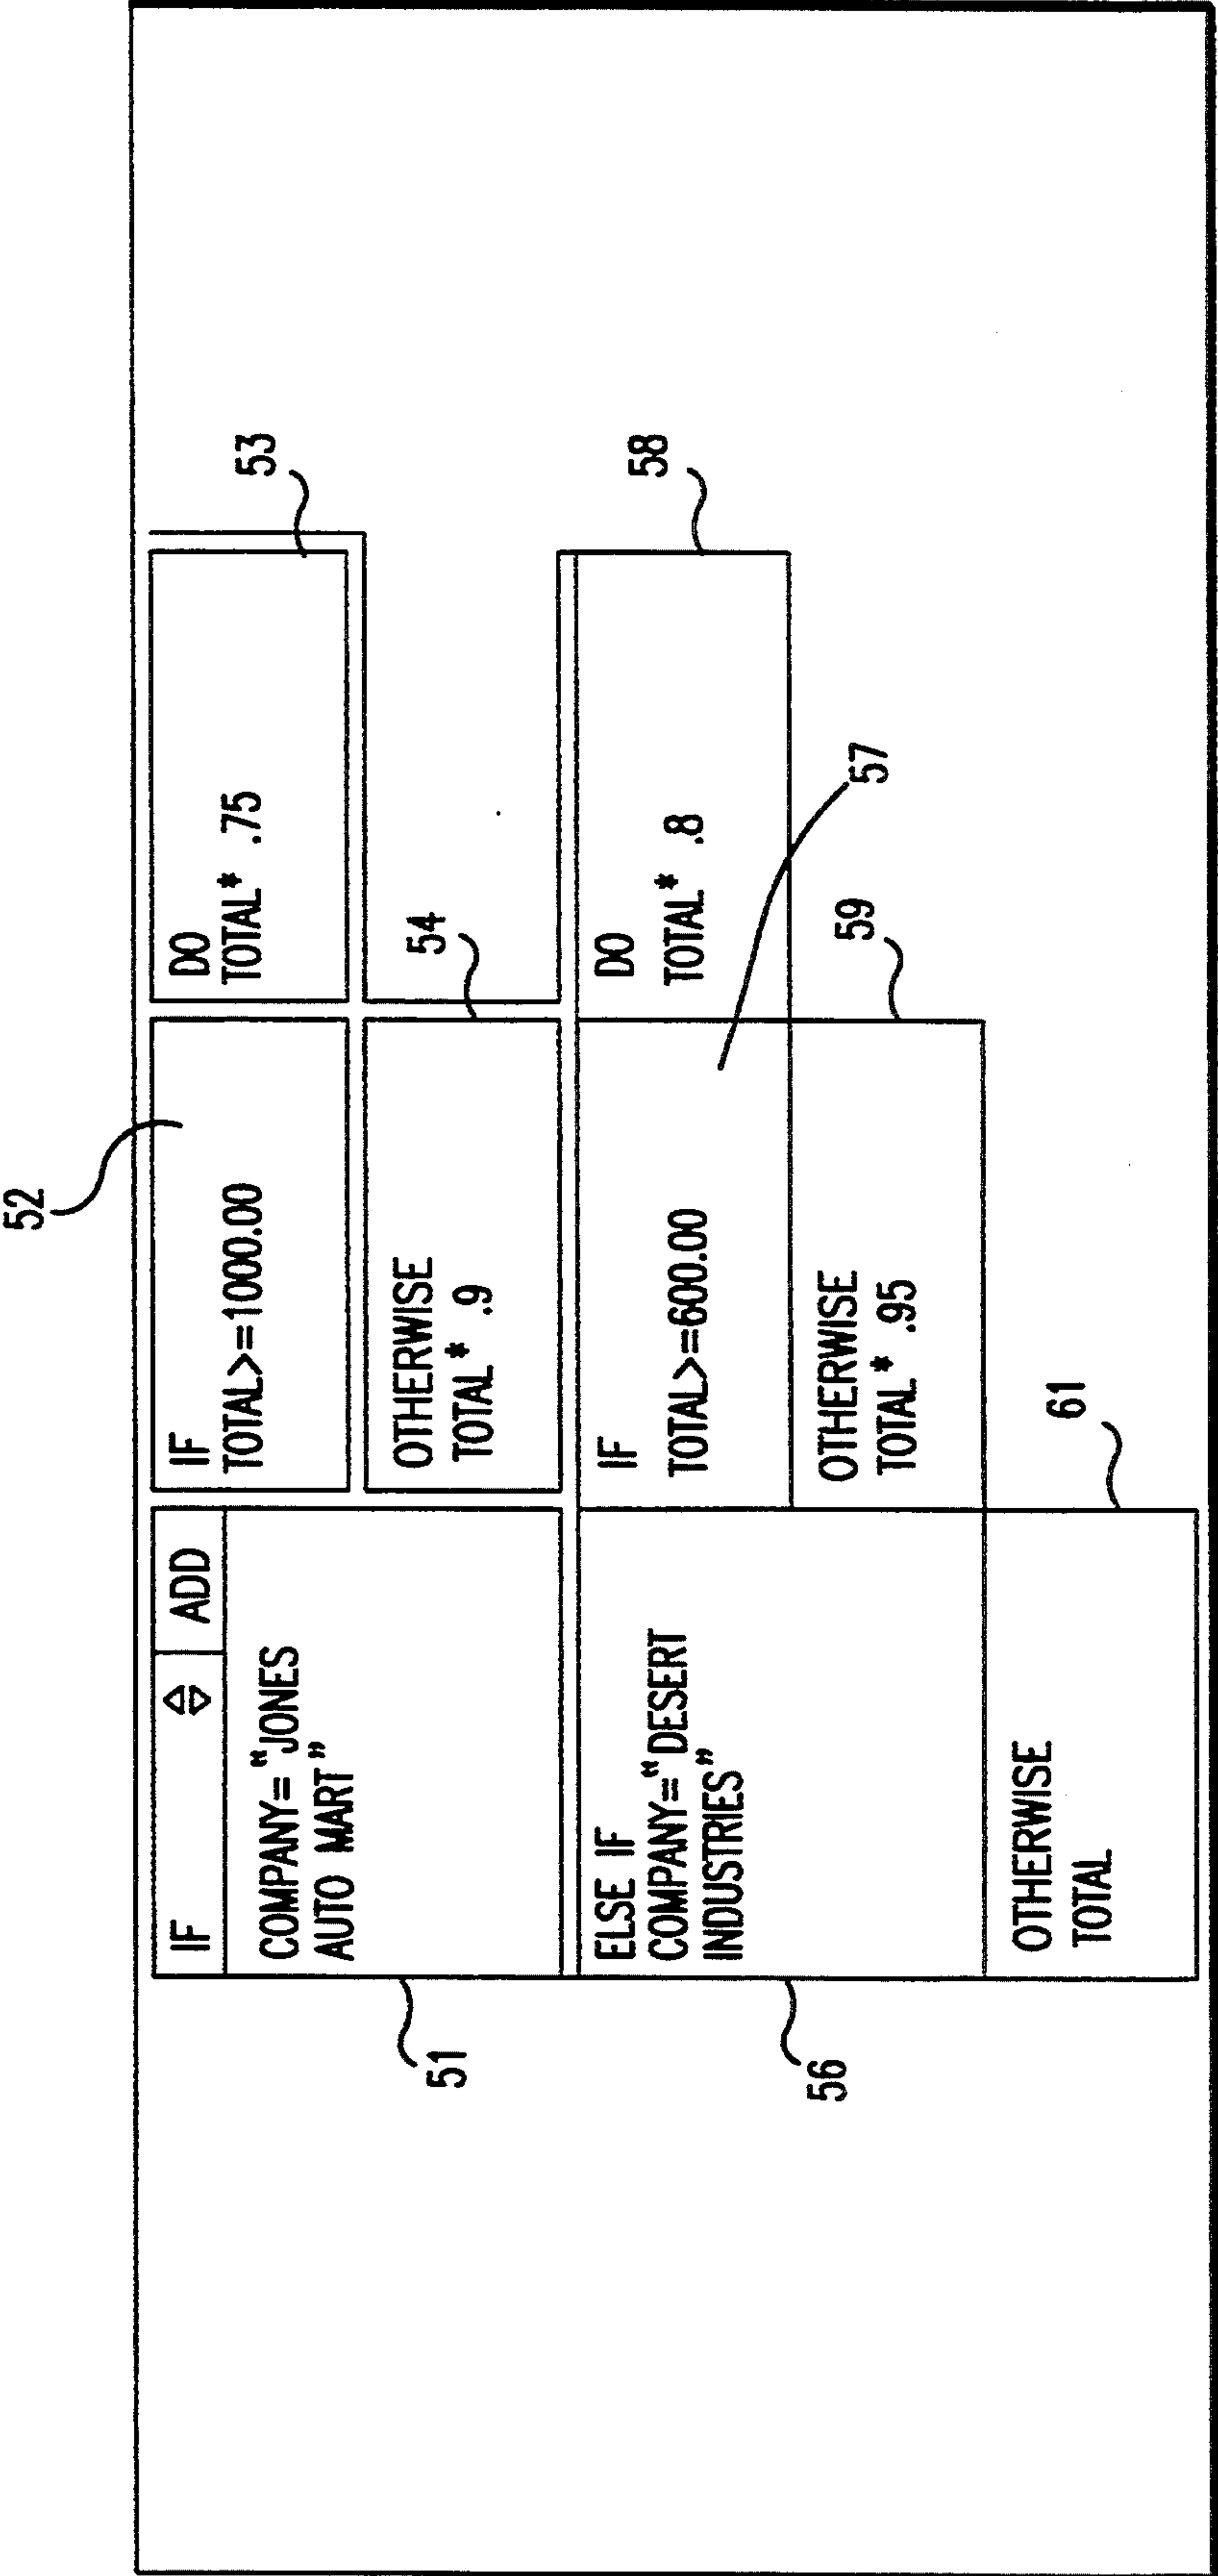 52
IF ADD
COMPANY="JONES
AUTO MART"
51
IF
TOTAL>=1000.00
DO
TOTAL* .75
53
OTHERWISE
TOTAL* .9
54
ELSE IF
COMPANY="DESERT
INDUSTRIES"
56
IF
TOTAL>=600.00
57
DO
TOTAL* .8
58
OTHERWISE
TOTAL* .95
59
OTHERWISE
TOTAL
61